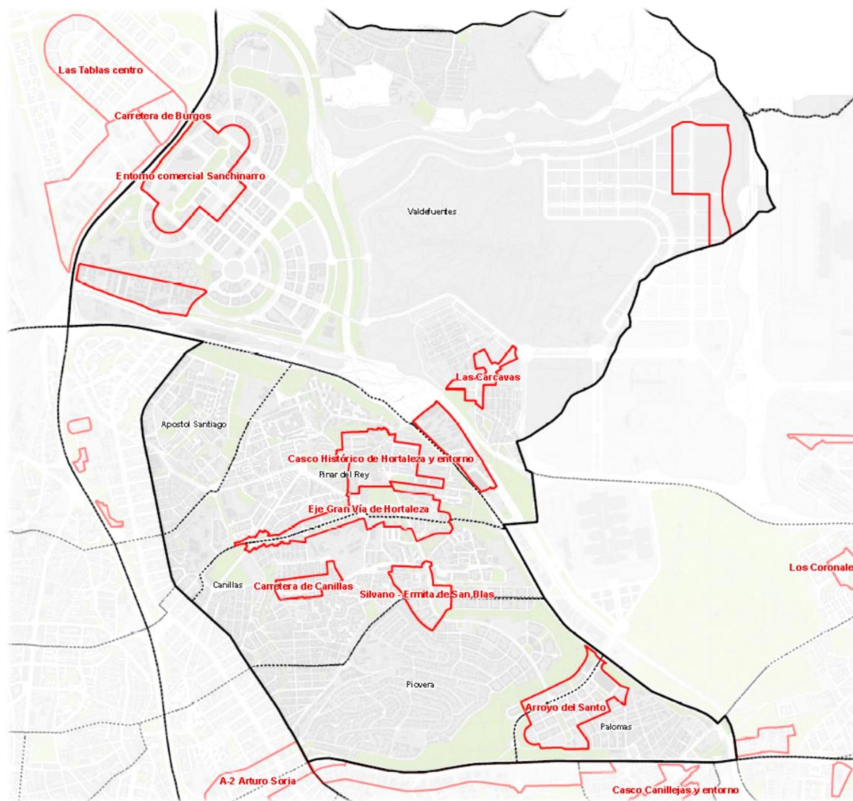 Las Tablas centro
Carretera de Burgos
Entorno comercial Sanchinarro
Valdefuentes
Las Carcavas
Apostol Santiago
Casco Histórico de Hortaleza y entorno
Pinar del Rey
Eje Gran Vía de Hortaleza
Los Coronale
Canillas
Carretera de Canillas
Silvano - Ermita de San Blas
Piovera
Arroyo del Santo
Palomas
A-2 Arturo Soria
Casco Canillejas y entorno